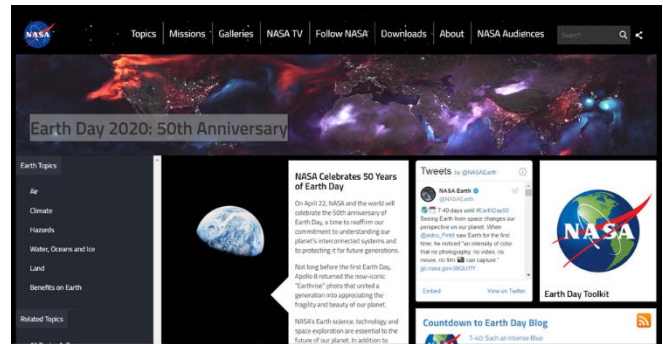 NASA
Topics Missions Galleries NASA TV Follow NASA Downloads About NASA Audiences Search
Earth Day 2020: 50th Anniversary
Earth Topics
Air
Climate
Hazards
Water, Oceans and Ice
Land
Benefits on Earth
Related Topics
NASA Celebrates 50 Years
of Earth Day
On April 22, NASA and the world will
celebrate the 50th anniversary of
Earth Day, a time to reaffirm our
commitment to understanding our
planet's interconnected systems and
to protecting it for future generations.
Not long before the first Earth Day,
Apollo 8 returned the now-iconic
"Earthrise" photo that united a
generation into appreciating the
fragility and beauty of our planet.
NASA's Earth science, technology and
space exploration are essential to the
future of our planet. In addition to
Tweets by @NASAEarth
NASA Earth
@NASAEarth
T-40 days until #EarthDay50
Seeing Earth from space changes our
perspective on our planet. When
@astro_Pettit saw Earth for the first
time, he noticed "an intensity of color
that no photography, no video, no
movie, no film can capture."
Embed View on Twitter
NASA
Earth Day Toolkit
Countdown to Earth Day Blog
T-40: Such an Intense Blue